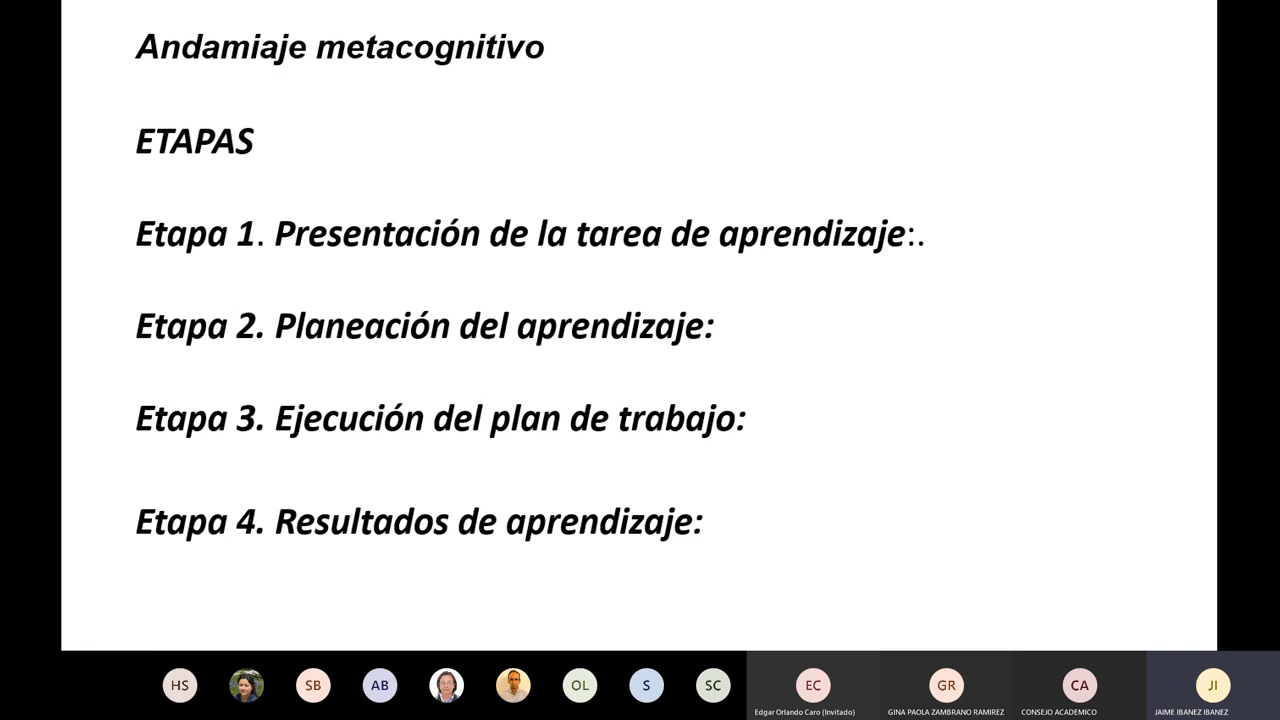 Andamiaje metacognitivo
ETAPAS
Etapa 1. Presentación de la tarea de aprendizaje:.
Etapa 2. Planeación del aprendizaje:
Etapa 3. Ejecución del plan de trabajo:
Etapa 4. Resultados de aprendizaje:
HS SB AB OL S SC EC GR CA JI
Edgar Orlando Caro (Invitado) GINA PAOLA ZAMBRANO RAMIREZ CONSEJO ACADEMICO JAIME IBANEZ IBANEZ